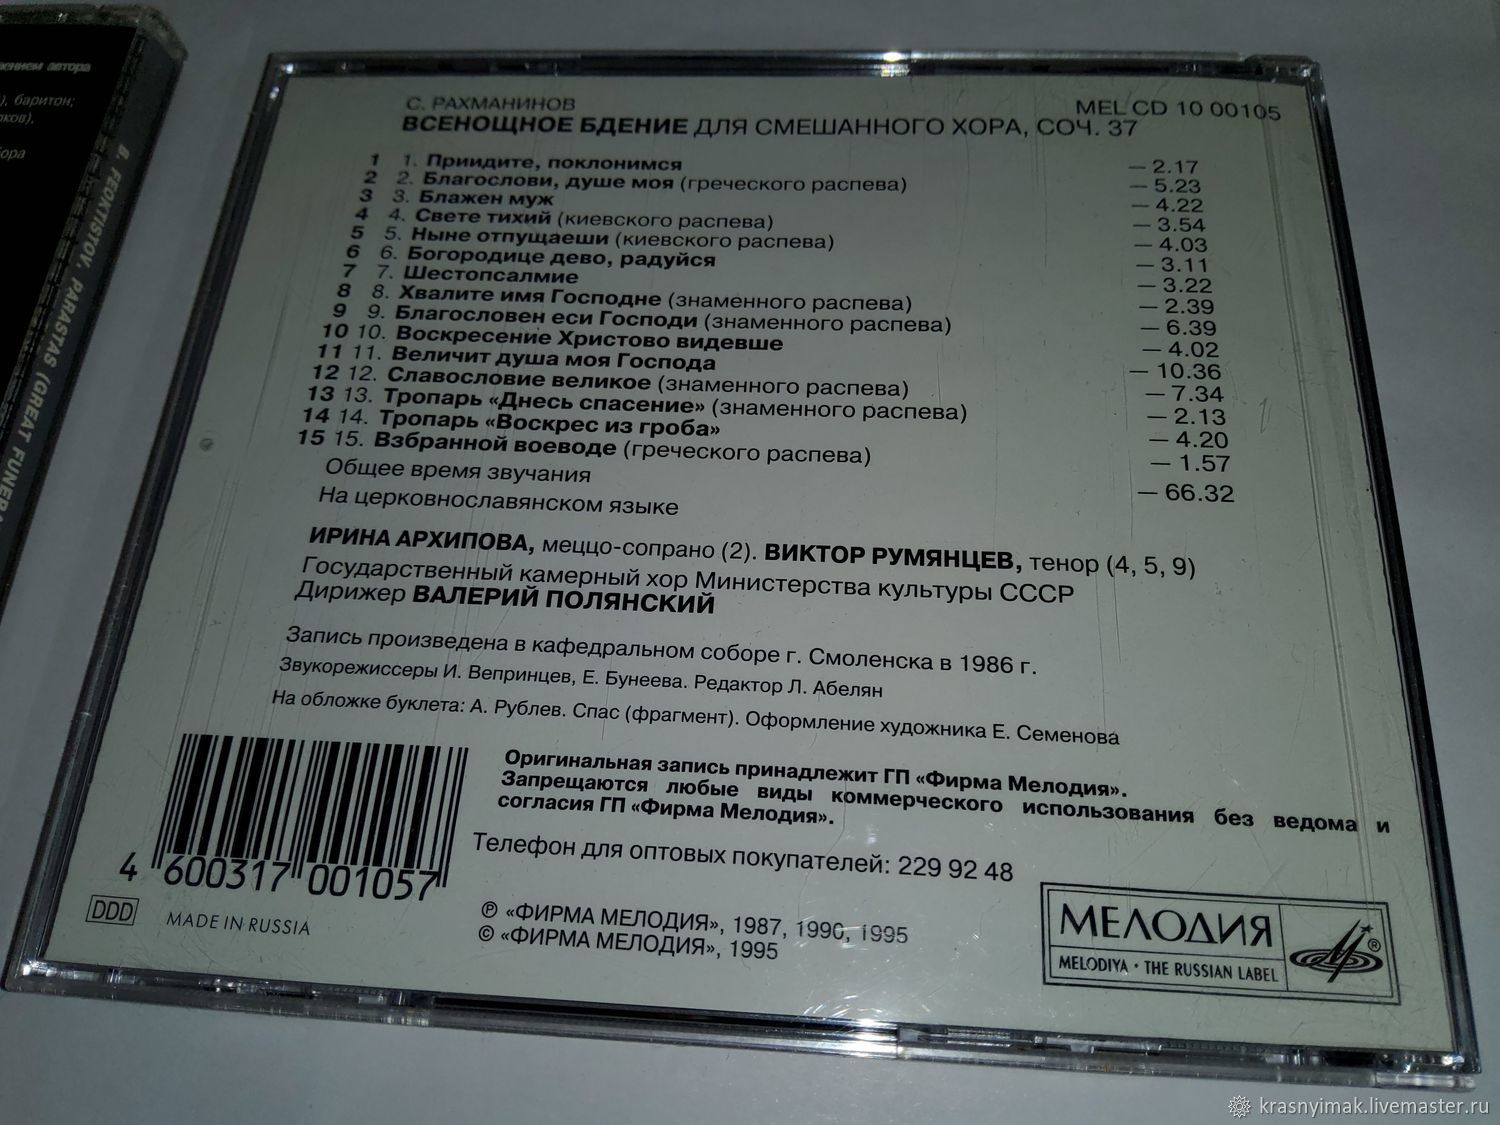 С. РАХМАНИНОВ
MEL CD 10 00105
ВСЕНОЩНОЕ БДЕНИЕ ДЛЯ СМЕШАННОГО ХОРА, СОЧ. 37
1 1. Приидите, поклонимся – 2.17
2 2. Благослови, душе моя (греческого распева) – 5.23
3 3. Блажен муж – 4.22
4 4. Свете тихий (киевского распева) – 3.54
5 5. Ныне отпущаеши (киевского распева) – 4.03
6 6. Богородице дево, радуйся – 3.11
7 7. Шестопсалмие – 3.22
8 8. Хвалите имя Господне (знаменного распева) – 2.39
9 9. Благословен еси Господи (знаменного распева) – 6.39
10 10. Воскресение Христово видевше – 4.02
11 11. Величит душа моя Господа – 10.36
12 12. Славословие великое (знаменного распева) – 7.34
13 13. Тропарь «Днесь спасение» (знаменного распева) – 2.13
14 14. Тропарь «Воскрес из гроба» – 4.20
15 15. Взбранной воеводе (греческого распева) – 1.57
Общее время звучания – 66.32
На церковнославянском языке
ИРИНА АРХИПОВА, меццо-сопрано (2). ВИКТОР РУМЯНЦЕВ, тенор (4, 5, 9)
Государственный камерный хор Министерства культуры СССР
Дирижер ВАЛЕРИЙ ПОЛЯНСКИЙ
Запись произведена в кафедральном соборе г. Смоленска в 1986 г.
Звукорежиссеры И. Вепринцев, Е. Бунеева. Редактор Л. Абелян
На обложке буклета: А. Рублев. Спас (фрагмент). Оформление художника Е. Семенова
Оригинальная запись принадлежит ГП «Фирма Мелодия».
Запрещаются любые виды коммерческого использования без ведома и
согласия ГП «Фирма Мелодия».
Телефон для оптовых покупателей: 229 92 48
4 600317 001057
DDD
MADE IN RUSSIA
℗ «ФИРМА МЕЛОДИЯ», 1987, 1990, 1995
© «ФИРМА МЕЛОДИЯ», 1995
МЕЛОДИЯ
MELODIYA • THE RUSSIAN LABEL
®
автора
), баритон;
B. FEOKTISTOV. PARASTAS (GREAT
krasnyimak.livemaster.ru